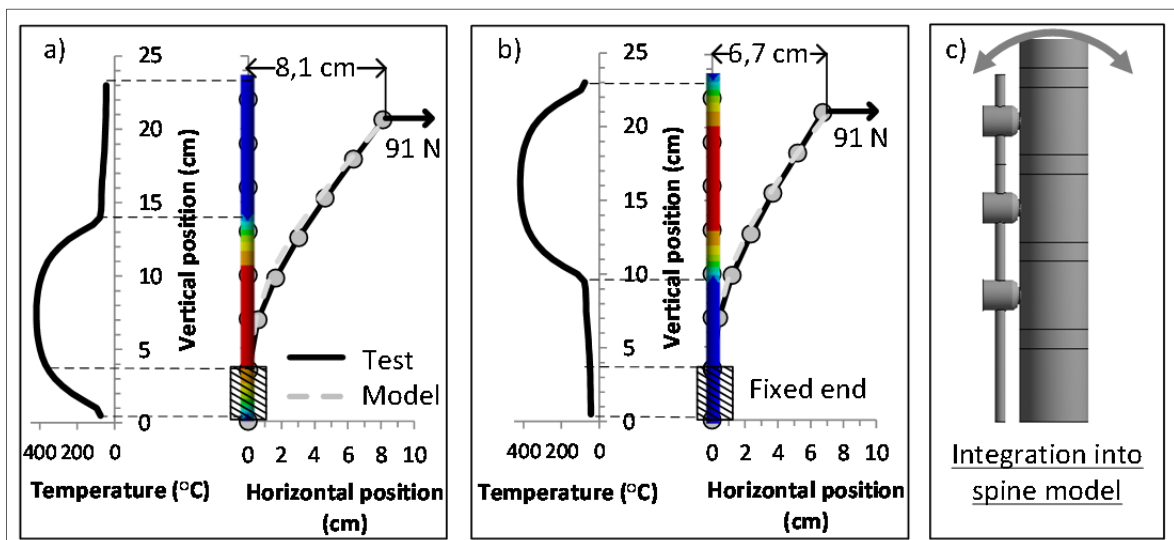 a)
25
20
15
10
5
0
Vertical position (cm)
8,1 cm
91 N
Test
Model
400 200 0
Temperature (°C)
0 2 4 6 8 10
Horizontal position
(cm)
b)
25
20
15
10
5
0
Vertical position (cm)
6,7 cm
91 N
Fixed end
400 200 0
Temperature (°C)
0 2 4 6 8 10
Horizontal position
(cm)
c)
Integration into
spine model